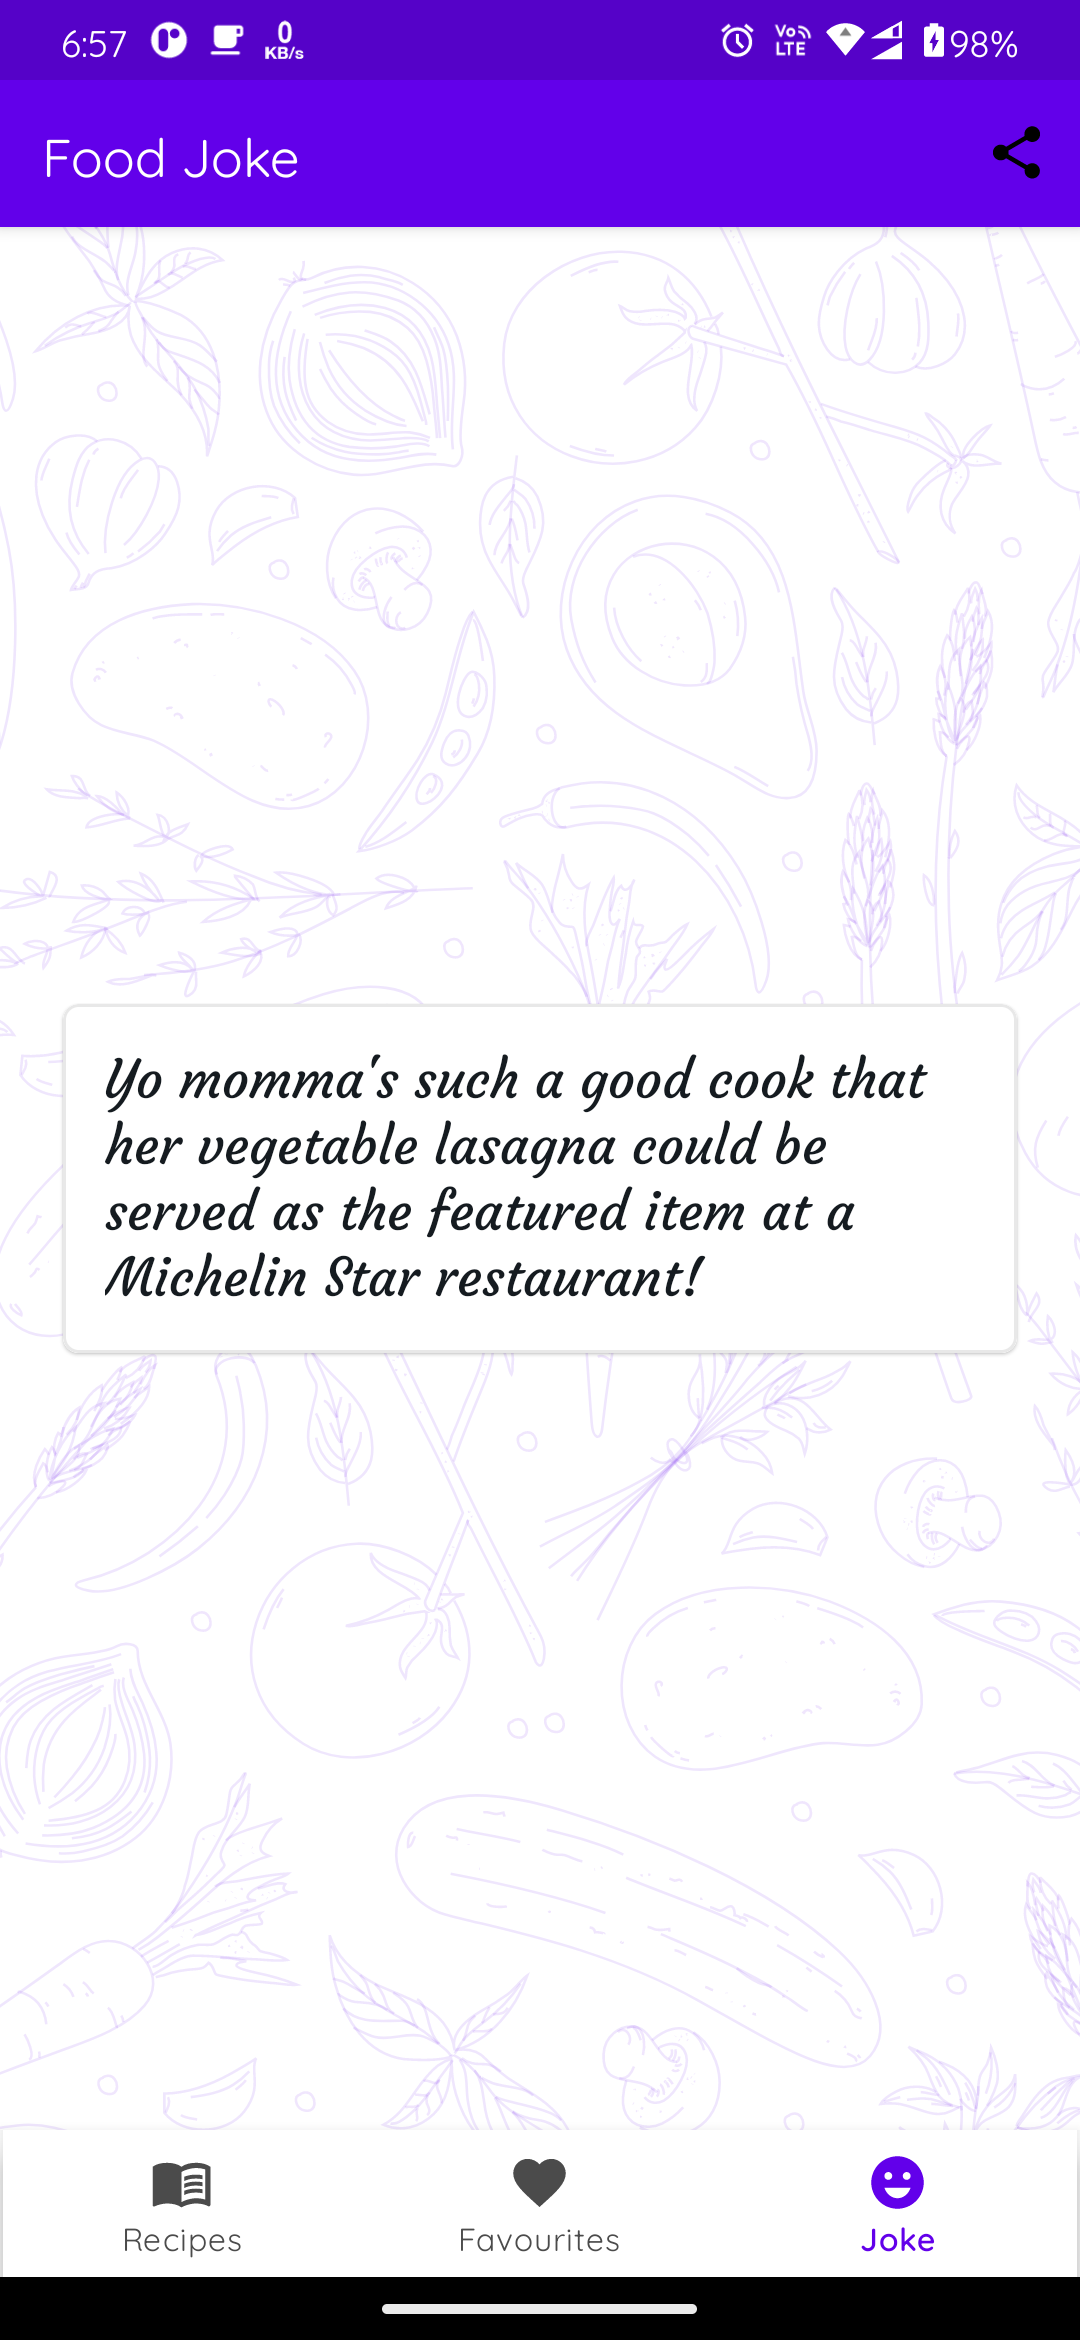 6:57
0
KB/s
Vo
LTE
98%
Food Joke
Yo momma's such a good cook that
her vegetable lasagna could be
served as the featured item at a
Michelin Star restaurant!
Recipes
Favourites
Joke